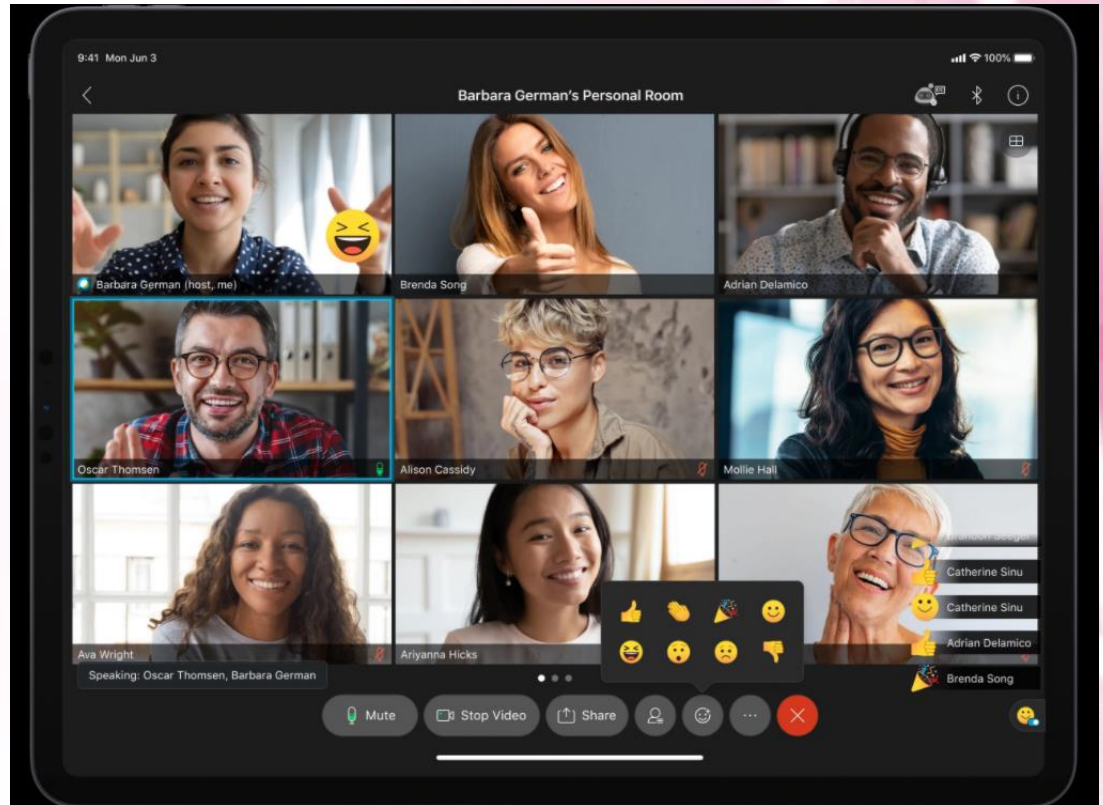 9:41 Mon Jun 3
100%
Barbara German's Personal Room
Barbara German (host, me)
Brenda Song
Adrian Delamico
Oscar Thomsen
Alison Cassidy
Mollie Hall
Catherine Sinu
Catherine Sinu
Ava Wright
Ariyanna Hicks
Adrian Delamico
Speaking: Oscar Thomsen, Barbara German
Brenda Song
Mute
Stop Video
Share